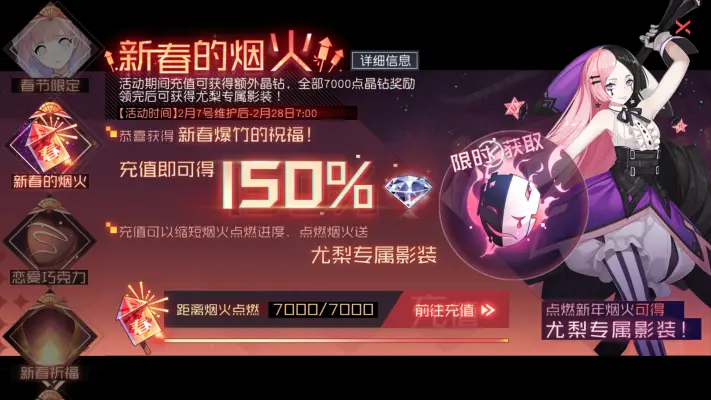 新春的烟火
详细信息
春节限定
活动期间充值可获得额外晶钻，全部7000点晶钻奖励
领完后可获得尤梨专属影装！
【活动时间】2月7号维护后-2月28日7:00
春
新春的烟火
恭喜获得 新春爆竹的祝福！
充值即可得 150%
限时 获取
充值可以缩短烟火点燃进度，点燃烟火送
尤梨专属影装
恋爱巧克力
春
距离烟火点燃 7000/7000
前往充值
点燃新年烟火可得
尤梨专属影装！
新春祈福